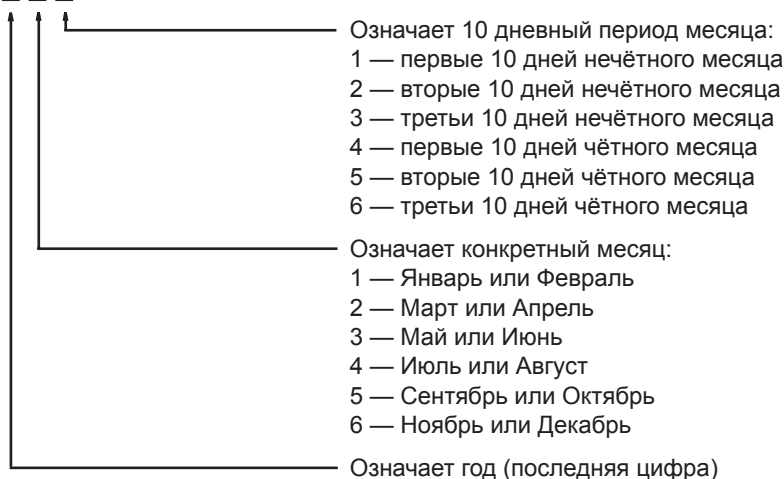 Означает 10 дневный период месяца:
1 — первые 10 дней нечётного месяца
2 — вторые 10 дней нечётного месяца
3 — третьи 10 дней нечётного месяца
4 — первые 10 дней чётного месяца
5 — вторые 10 дней чётного месяца
6 — третьи 10 дней чётного месяца
Означает конкретный месяц:
1 — Январь или Февраль
2 — Март или Апрель
3 — Май или Июнь
4 — Июль или Август
5 — Сентябрь или Октябрь
6 — Ноябрь или Декабрь
Означает год (последняя цифра)